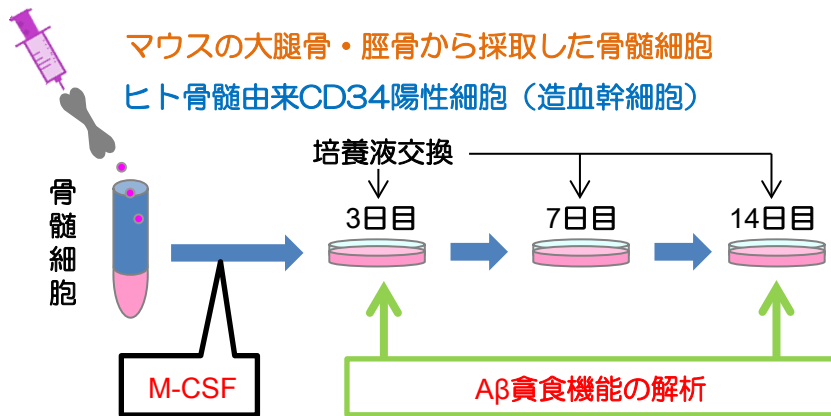 マウスの大腿骨・脛骨から採取した骨髄細胞
ヒト骨髄由来CD34陽性細胞（造血幹細胞）
培養液交換
骨髄細胞
3日目
7日目
14日目
M-CSF
Aβ貪食機能の解析